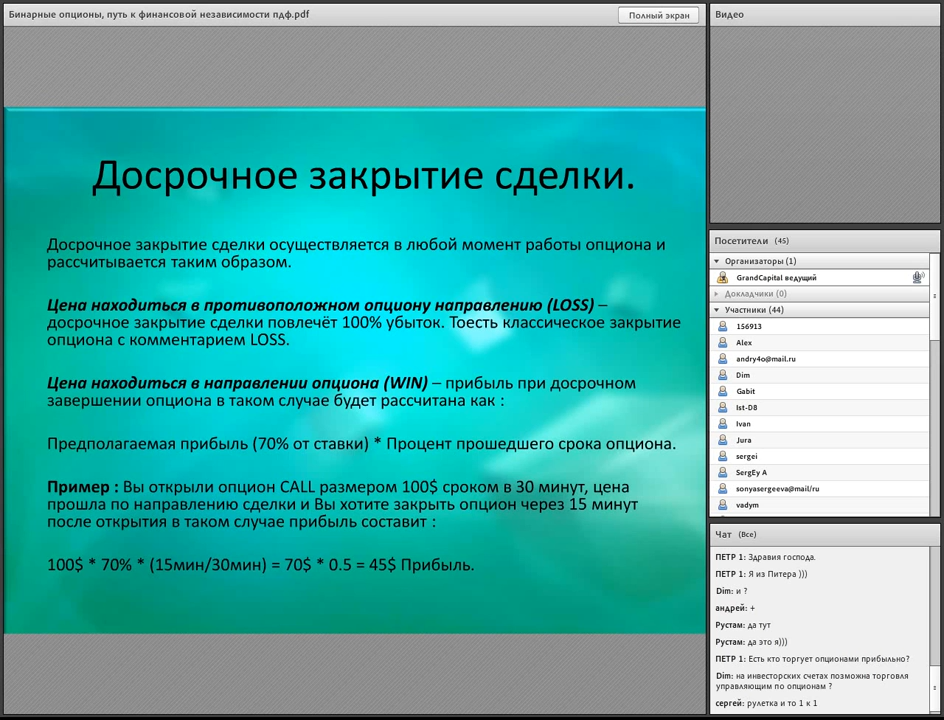 Бинарные опционы, путь к финансовой независимости пдф.pdf
Полный экран
Досрочное закрытие сделки.
Досрочное закрытие сделки осуществляется в любой момент работы опциона и
рассчитывается таким образом.
Цена находиться в противоположном опциону направлению (LOSS) –
досрочное закрытие сделки повлечёт 100% убыток. Тоесть классическое закрытие
опциона с комментарием LOSS.
Цена находиться в направлении опциона (WIN) – прибыль при досрочном
завершении опциона в таком случае будет рассчитана как :
Предполагаемая прибыль (70% от ставки) * Процент прошедшего срока опциона.
Пример : Вы открыли опцион CALL размером 100$ сроком в 30 минут, цена
прошла по направлению сделки и Вы хотите закрыть опцион через 15 минут
после открытия в таком случае прибыль составит :
100$ * 70% * (15мин/30мин) = 70$ * 0.5 = 45$ Прибыль.
Видео
Посетители (45)
Организаторы (1)
GrandCapital ведущий
Докладчики (0)
Участники (44)
156913
Alex
andry4o@mail.ru
Dim
Gabit
Ist-D8
Ivan
Jura
sergei
SergEy A
sonyasergeeva@mail/ru
vadym
Чат (Все)
ПЕТР 1: Здравия господа.
ПЕТР 1: Я из Питера )))
Dim: и ?
андрей: +
Рустам: да тут
Рустам: да это я)))
ПЕТР 1: Есть кто торгует опционами прибыльно?
Dim: на инвесторских счетах позможна торговля
управляющим по опционам ?
сергей: рулетка и то 1 к 1